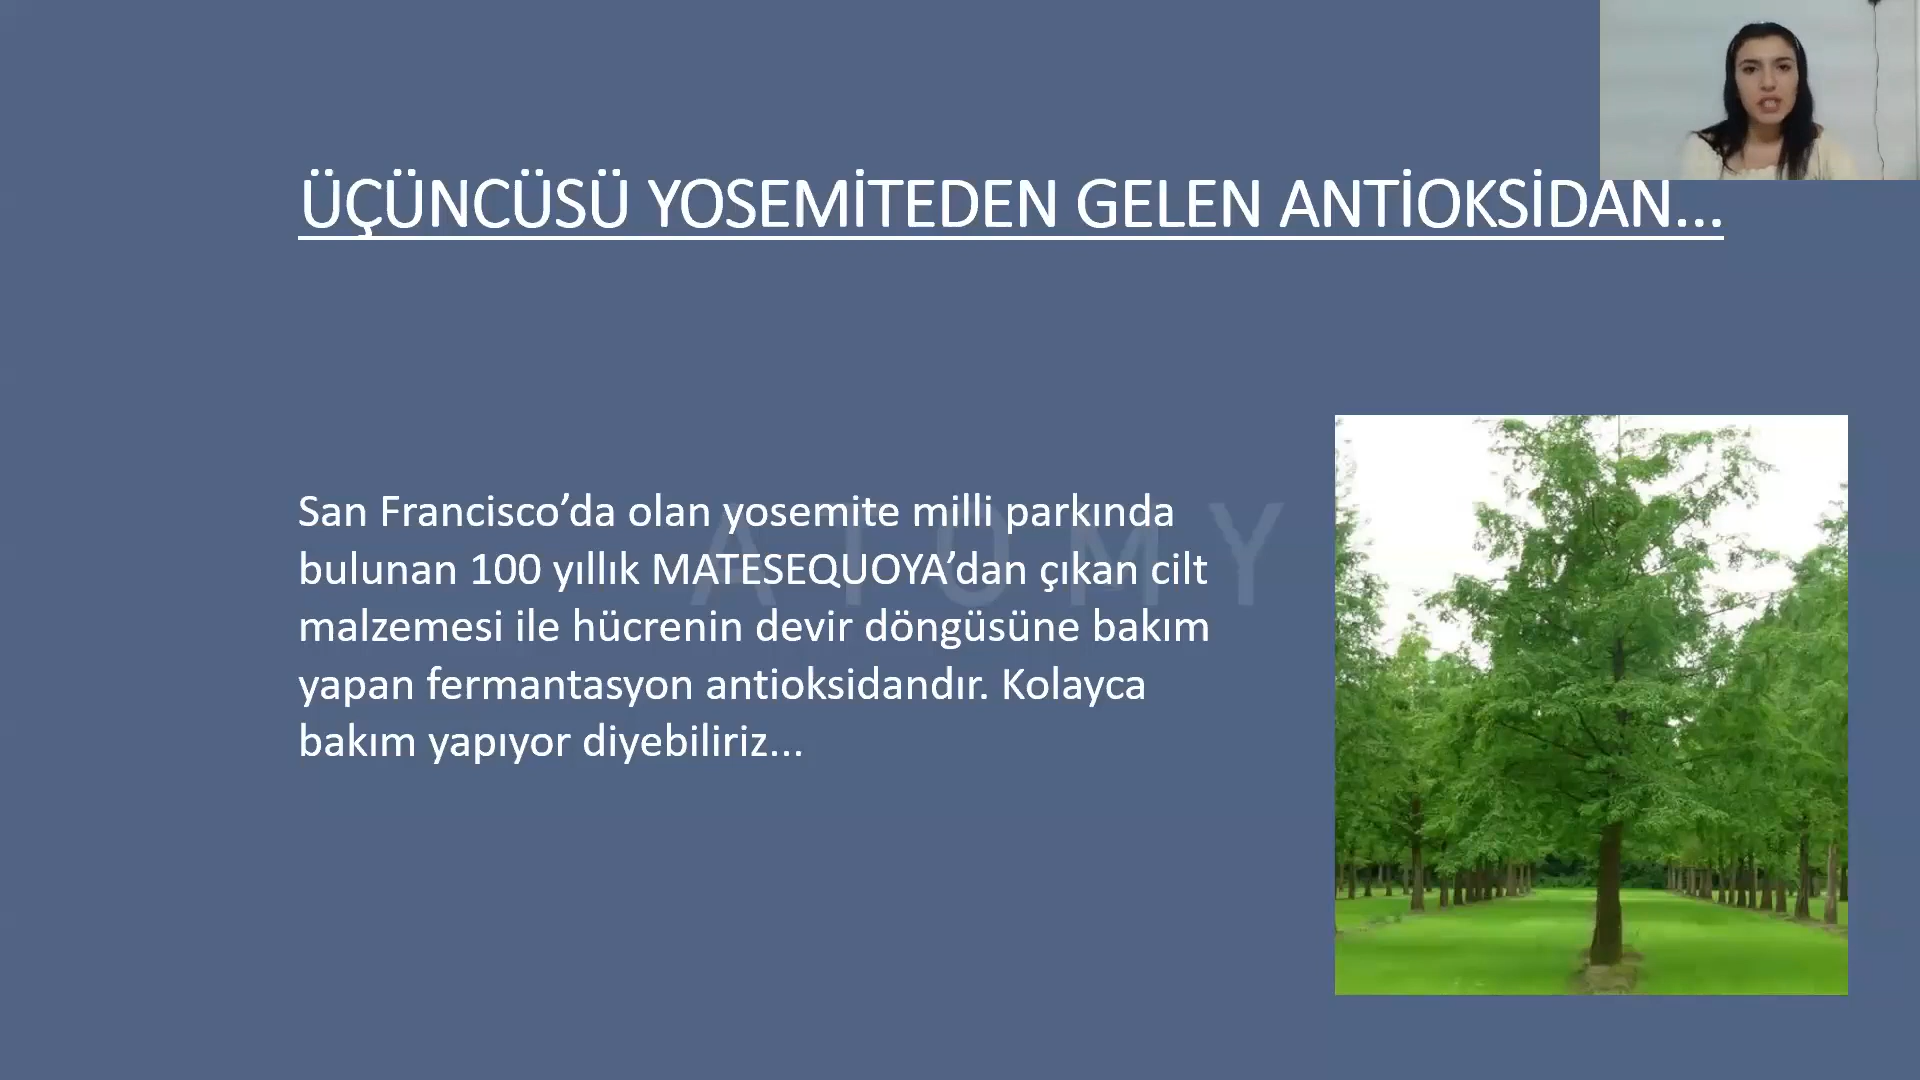 ÜÇÜNCÜSÜ YOSEMİTEDEN GELEN ANTİOKSİDAN...
San Francisco’da olan yosemite milli parkında
bulunan 100 yıllık MATESEQUOYA’dan çıkan cilt
malzemesi ile hücrenin devir döngüsüne bakım
yapan fermantasyon antioksidandır. Kolayca
bakım yapıyor diyebiliriz...
ATOMY